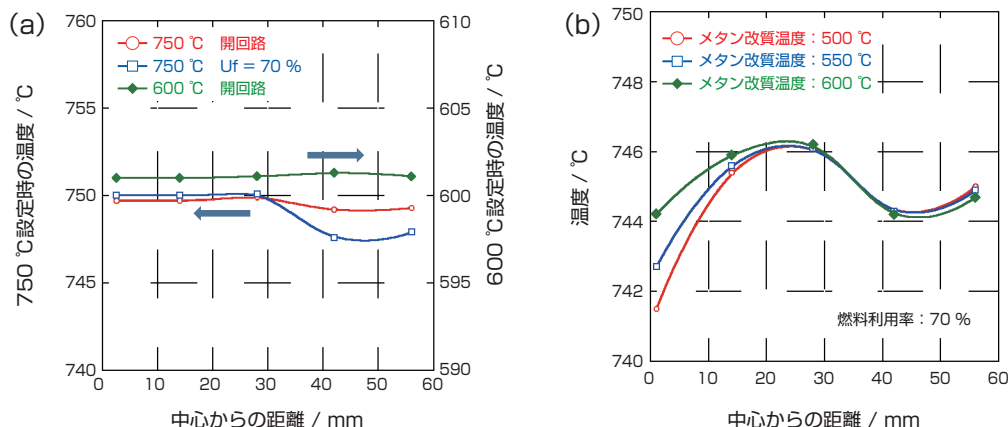 (a)
760
755
750
745
740
750 ℃設定時の温度/℃
750 ℃ 開回路
750 ℃ Uf = 70 %
600 ℃ 開回路
610
605
600
595
590
600 ℃設定時の温度/℃
0 10 20 30 40 50 60
中心からの距離 / mm
(b)
750
748
746
744
742
740
温度/℃
メタン改質温度:500 ℃
メタン改質温度:550 ℃
メタン改質温度:600 ℃
燃料利用率:70 %
0 10 20 30 40 50 60
中心からの距離 / mm